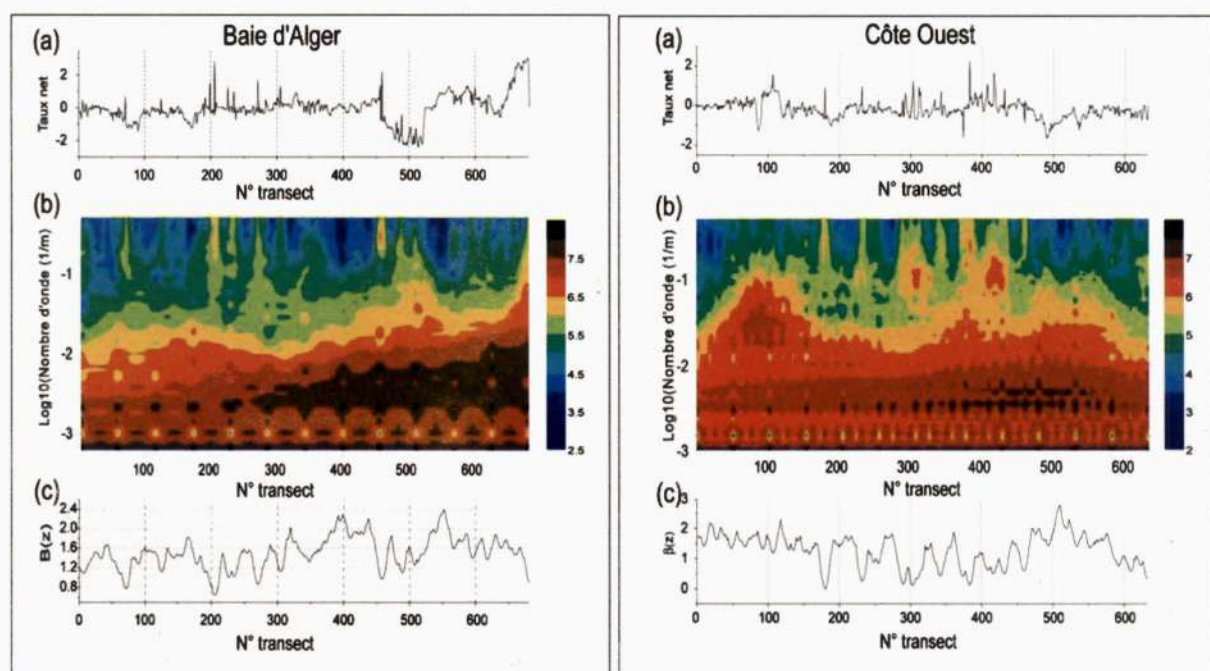 Baie d'Alger
(a)
Taux net
2
0
-2
0 100 200 300 400 500 600
N° transect
(b)
Log10(Nombre d'onde (1/m)
-1
-2
-3
7.5
6.5
5.5
4.5
3.5
2.5
100 200 300 400 500 600
N° transect
(c)
B(z)
2.4
2.0
1.6
1.2
0.8
0 100 200 300 400 500 600
N° transect
Côte Ouest
(a)
Taux net
2
0
-2
0 100 200 300 400 500 600
N° transect
(b)
Log10(Nombre d'onde (1/m)
0
-1
-2
-3
7
6
5
4
3
2
100 200 300 400 500 600
N° transect
(c)
β(z)
3
2
1
0
0 100 200 300 400 500 600
N° transect